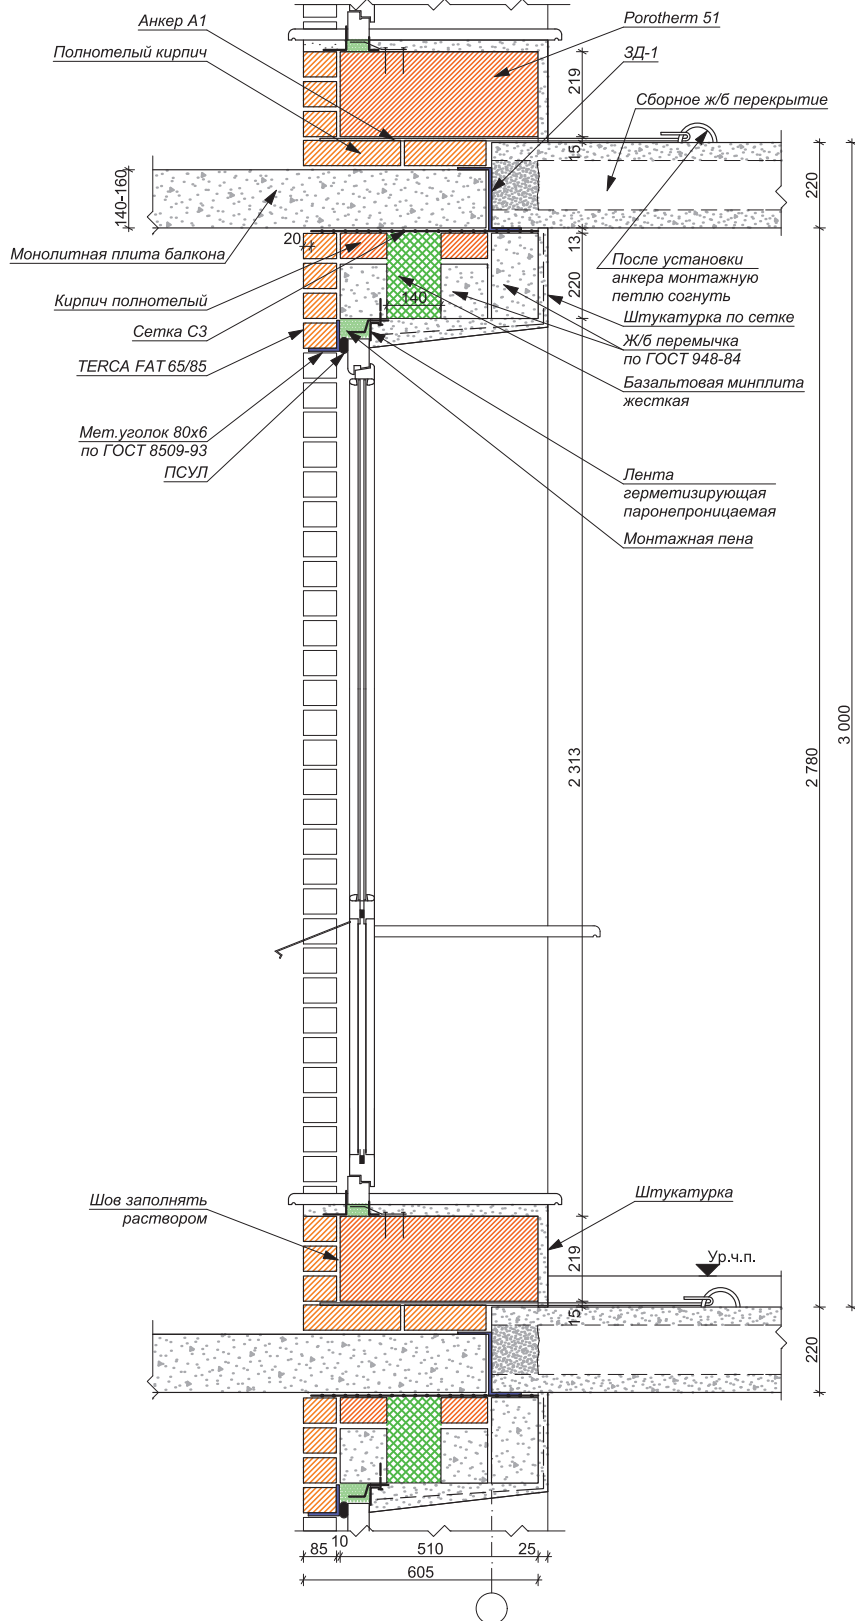 Анкер А1
Полнотелый кирпич
Porotherm 51
ЗД-1
219
Сборное ж/б перекрытие
15
140-160
220
Монолитная плита балкона
20
13
После установки
анкера монтажную
петлю согнуть
Кирпич полнотелый
140
220
Штукатурка по сетке
Сетка С3
Ж/б перемычка
по ГОСТ 948-84
TERCA FAT 65/85
Базальтовая минплита
жесткая
Мет.уголок 80х6
по ГОСТ 8509-93
ПСУЛ
Лента
герметизирующая
паронепроницаемая
Монтажная пена
2 313
2 780
3 000
Шов заполнять
раствором
Штукатурка
219
Ур.ч.п.
15
220
85
10
510
25
605